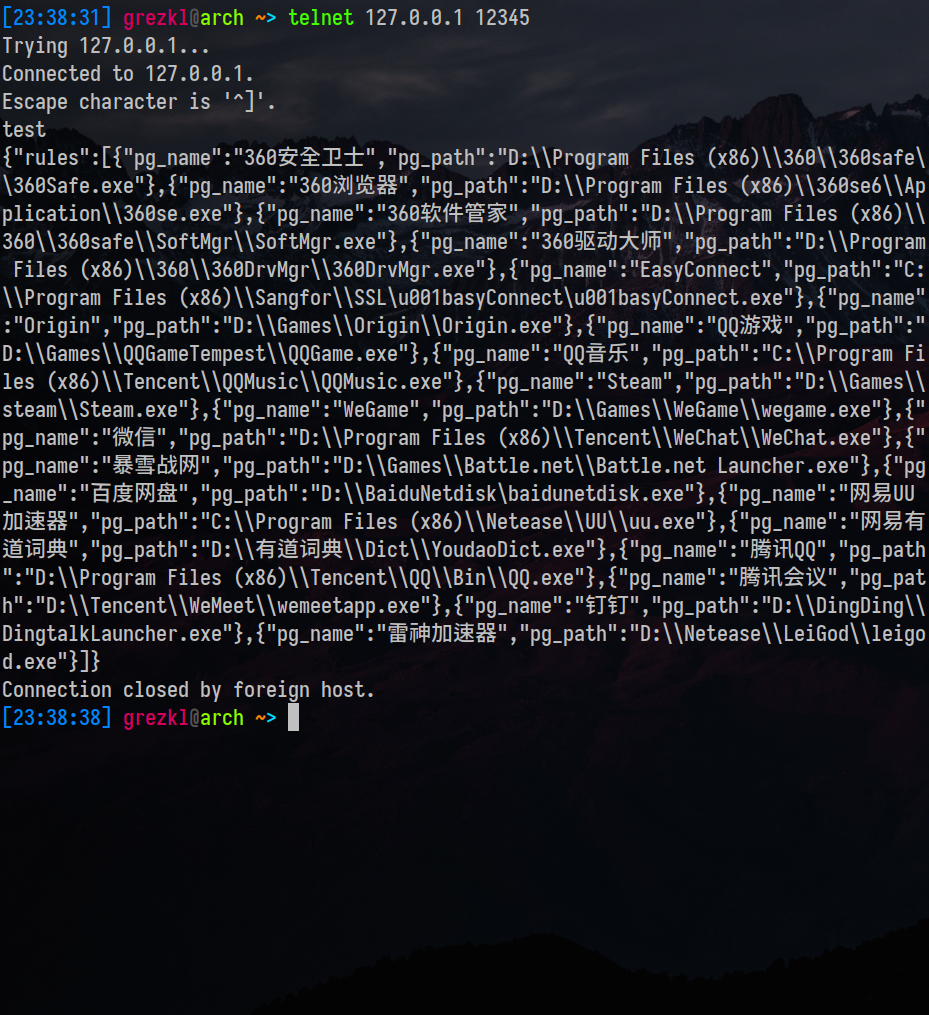 [23:38:31] grezkl@arch ~> telnet 127.0.0.1 12345
Trying 127.0.0.1...
Connected to 127.0.0.1.
Escape character is '^]'.
test
{"rules":[{"pg_name":"360安全卫士","pg_path":"D:\\Program Files (x86)\\360\\360safe\
\360Safe.exe"},{"pg_name":"360浏览器","pg_path":"D:\\Program Files (x86)\\360se6\\Ap
plication\\360se.exe"},{"pg_name":"360软件管家","pg_path":"D:\\Program Files (x86)\\
360\\360safe\\SoftMgr\\SoftMgr.exe"},{"pg_name":"360驱动大师","pg_path":"D:\\Program
 Files (x86)\\360\\360DrvMgr\\360DrvMgr.exe"},{"pg_name":"EasyConnect","pg_path":"C:
\\Program Files (x86)\\Sangfor\\SSL\u001basyConnect\u001basyConnect.exe"},{"pg_name"
:"Origin","pg_path":"D:\\Games\\Origin\\Origin.exe"},{"pg_name":"QQ游戏","pg_path":"
D:\\Games\\QQGameTempest\\QQGame.exe"},{"pg_name":"QQ音乐","pg_path":"C:\\Program Fi
les (x86)\\Tencent\\QQMusic\\QQMusic.exe"},{"pg_name":"Steam","pg_path":"D:\\Games\\
steam\\Steam.exe"},{"pg_name":"WeGame","pg_path":"D:\\Games\\WeGame\\wegame.exe"},{"
pg_name":"微信","pg_path":"D:\\Program Files (x86)\\Tencent\\WeChat\\WeChat.exe"},{"
pg_name":"暴雪战网","pg_path":"D:\\Games\\Battle.net\\Battle.net Launcher.exe"},{"pg
_name":"百度网盘","pg_path":"D:\\BaiduNetdisk\baidunetdisk.exe"},{"pg_name":"网易UU
加速器","pg_path":"C:\\Program Files (x86)\\Netease\\UU\\uu.exe"},{"pg_name":"网易有
道词典","pg_path":"D:\\有道词典\\Dict\\YoudaoDict.exe"},{"pg_name":"腾讯QQ","pg_path
":"D:\\Program Files (x86)\\Tencent\\QQ\\Bin\\QQ.exe"},{"pg_name":"腾讯会议","pg_pat
h":"D:\\Tencent\\WeMeet\\wemeetapp.exe"},{"pg_name":"钉钉","pg_path":"D:\\DingDing\\
DingtalkLauncher.exe"},{"pg_name":"雷神加速器","pg_path":"D:\\Netease\\LeiGod\\leigo
d.exe"}]}
Connection closed by foreign host.
[23:38:38] grezkl@arch ~>